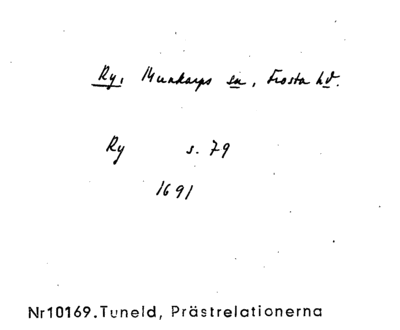 Ry, Munkarps sn, Frosta hd.
Ry s. 79
1691
Nr10169.Tuneld, Prästrelationerna